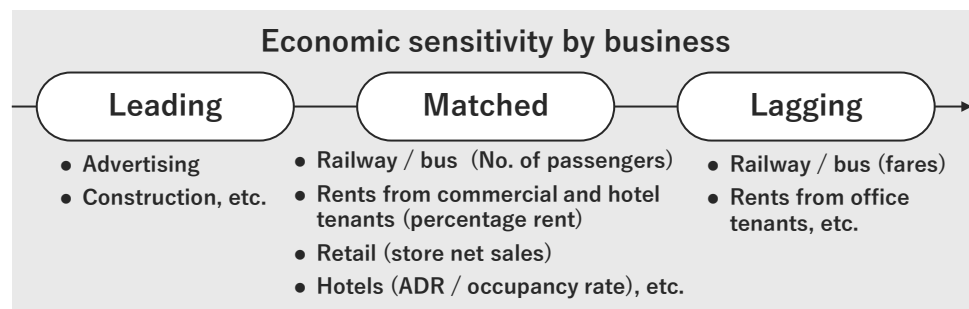 Economic sensitivity by business
Leading
● Advertising
● Construction, etc.
Matched
● Railway / bus (No. of passengers)
● Rents from commercial and hotel
tenants (percentage rent)
● Retail (store net sales)
● Hotels (ADR / occupancy rate), etc.
Lagging
● Railway / bus (fares)
● Rents from office
tenants, etc.